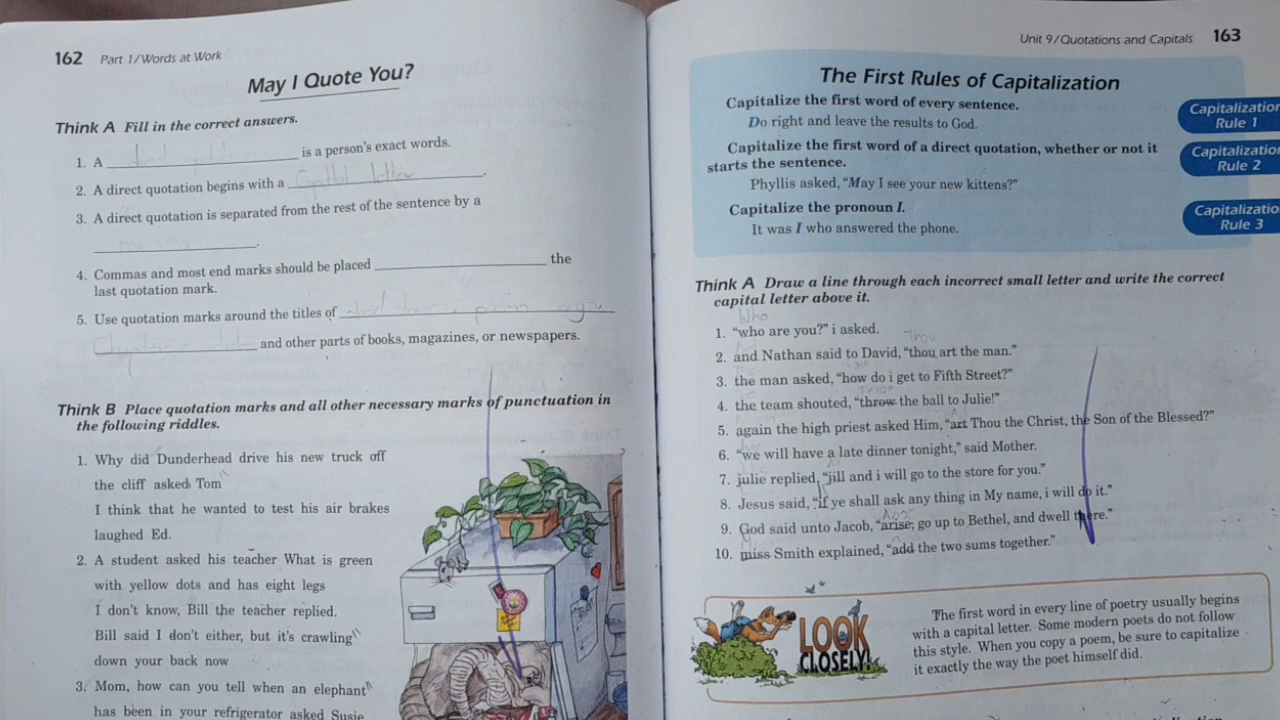 162 Part 1/Words at Work
May I Quote You?
Think A Fill in the correct answers.
1. A ____ is a person's exact words.
2. A direct quotation begins with a Capital letter.
3. A direct quotation is separated from the rest of the sentence by a
____.
4. Commas and most end marks should be placed ____ the
last quotation mark.
5. Use quotation marks around the titles of ____
____ and other parts of books, magazines, or newspapers.
Think B Place quotation marks and all other necessary marks of punctuation in
the following riddles.
1. Why did Dunderhead drive his new truck off
the cliff asked Tom
I think that he wanted to test his air brakes
laughed Ed.
2. A student asked his teacher What is green
with yellow dots and has eight legs
I don't know, Bill the teacher replied.
Bill said I don't either, but it's crawling"
down your back now
3. Mom, how can you tell when an elephant"
has been in your refrigerator asked Susie
Unit 9/Quotations and Capitals 163
The First Rules of Capitalization
Capitalize the first word of every sentence.
Do right and leave the results to God.
Capitalization
Rule 1
Capitalize the first word of a direct quotation, whether or not it
starts the sentence.
Phyllis asked, "May I see your new kittens?"
Capitalization
Rule 2
Capitalize the pronoun I.
It was I who answered the phone.
Capitalizatio
Rule 3
Think A Draw a line through each incorrect small letter and write the correct
capital letter above it.
Who
1. "who are you?" i asked.
Thou
2. and Nathan said to David, "thou art the man."
3. the man asked, "how do i get to Fifth Street?"
4. the team shouted, "throw the ball to Julie!"
5. again the high priest asked Him, "art Thou the Christ, the Son of the Blessed?"
6. "we will have a late dinner tonight," said Mother.
7. julie replied, "jill and i will go to the store for you."
8. Jesus said, "if ye shall ask any thing in My name, i will do it."
9. God said unto Jacob, "arise, go up to Bethel, and dwell there."
10. miss Smith explained, "add the two sums together."
LOOK
CLOSELY!
The first word in every line of poetry usually begins
with a capital letter. Some modern poets do not follow
this style. When you copy a poem, be sure to capitalize
it exactly the way the poet himself did.